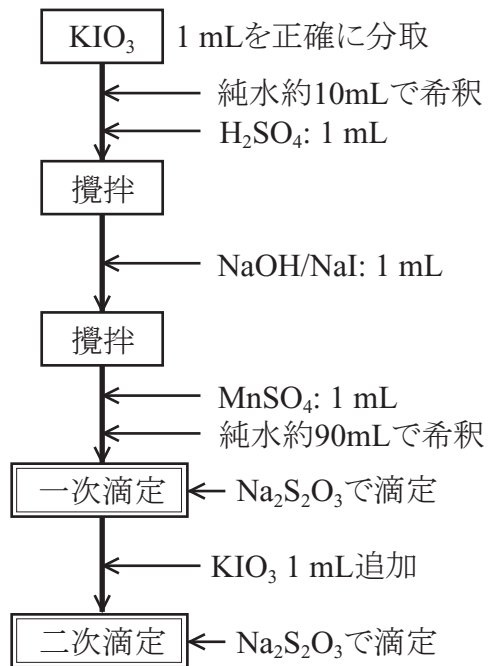 KIO₃ 1 mLを正確に分取
純水約10mLで希釈
H₂SO₄: 1 mL
攪拌
NaOH/NaI: 1 mL
攪拌
MnSO₄: 1 mL
純水約90mLで希釈
一次滴定 Na₂S₂O₃で滴定
KIO₃ 1 mL追加
二次滴定 Na₂S₂O₃で滴定